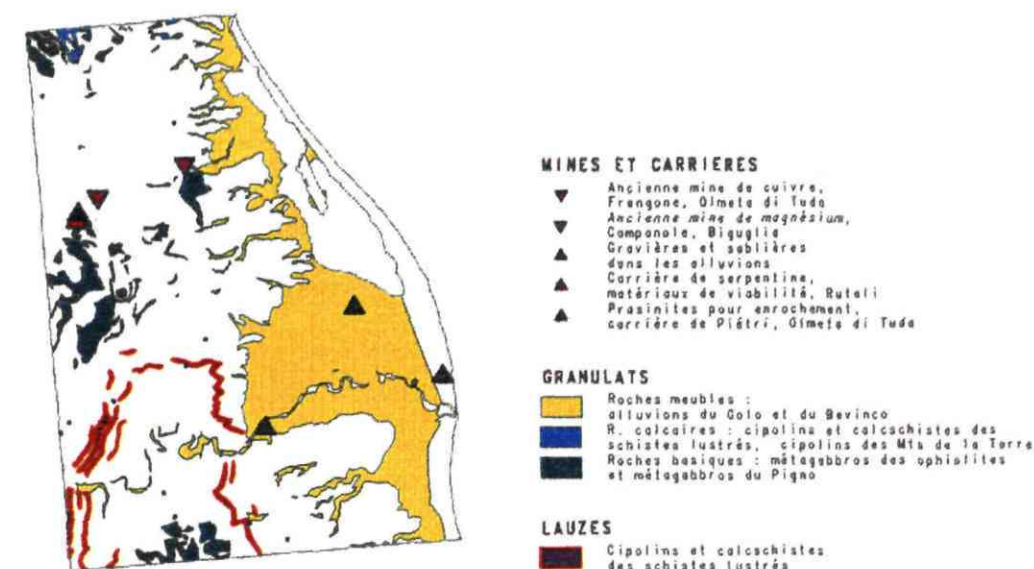 MINES ET CARRIERES
Ancienne mine de cuivre,
Frangone, Olmeta di Tuda
Ancienne mine de magnésium,
Campanole, Biguglia
Gravières et sablières
dans les alluvions
Carrière de serpentine,
matériaux de viabilité, Rutali
Prasinites pour enrochement,
carrière de Piétri, Olmeta di Tuda
GRANULATS
Roches meubles :
alluvions du Golo et du Bevinco
R. calcaires : cipolins et calcschistes des
schistes lustrés, cipolins des Mts de la Torre
Roches basiques : métagabbros des ophiolites
et métagabbros du Pigno
LAUZES
Cipolins et calcschistes
des schistes lustrés